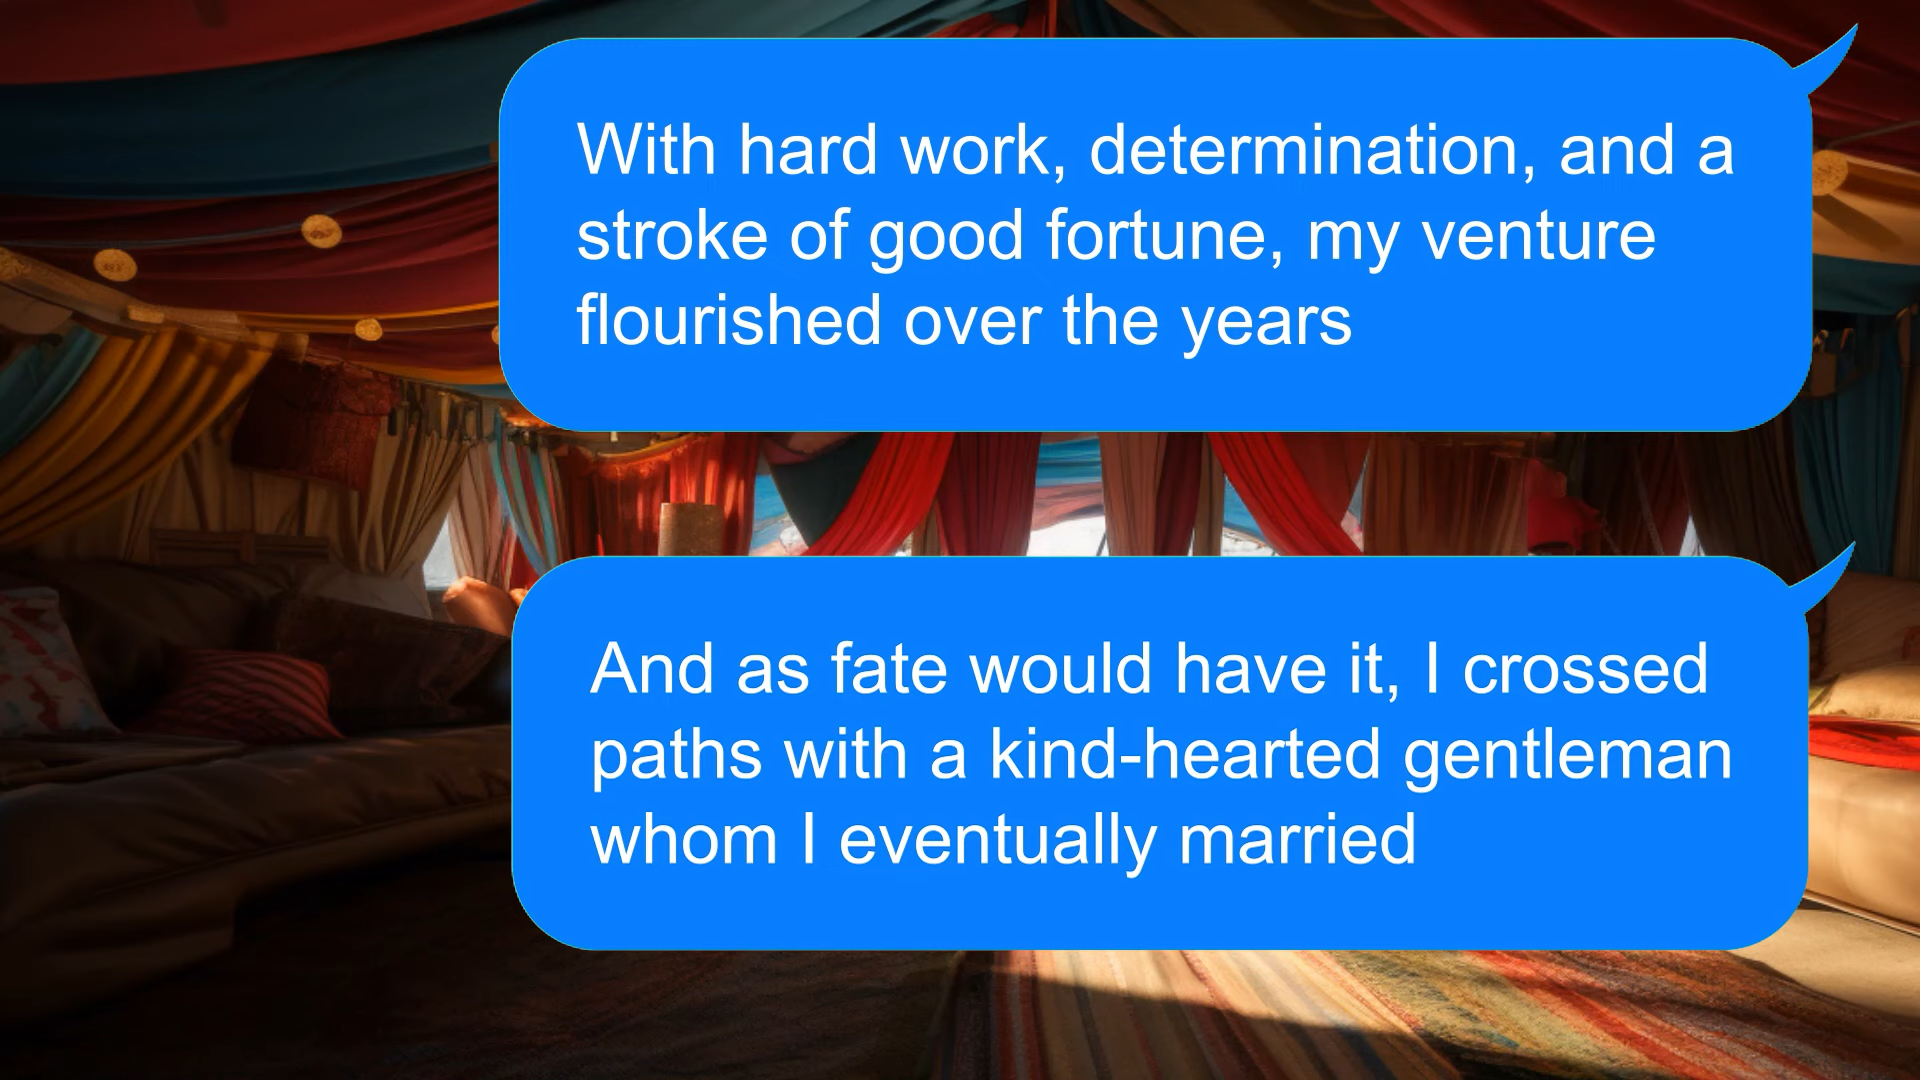 With hard work, determination, and a
stroke of good fortune, my venture
flourished over the years
And as fate would have it, I crossed
paths with a kind-hearted gentleman
whom I eventually married